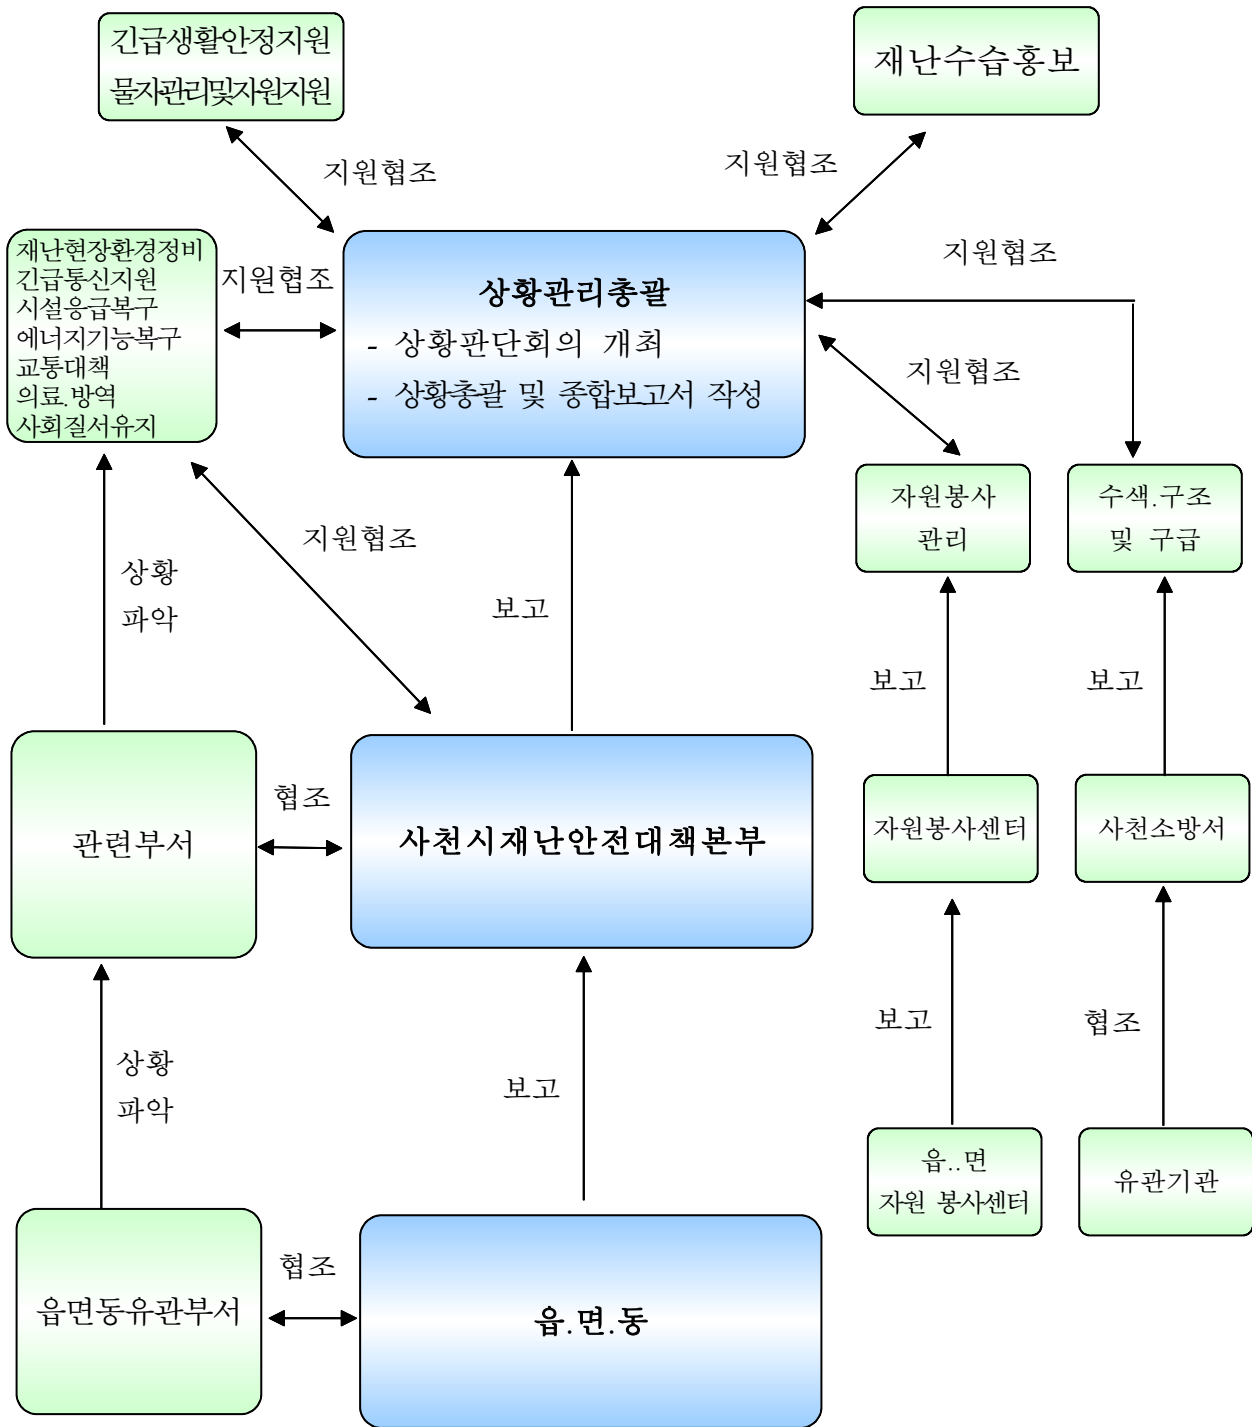 긴급생활안정지원
물자관리및자원지원
재난수습홍보
지원협조
지원협조
재난현장환경정비
긴급통신지원
시설응급복구
에너지기능복구
교통대책
의료.방역
사회질서유지
지원협조
상황관리총괄
- 상황판단회의 개최
- 상황총괄 및 종합보고서 작성
지원협조
지원협조
자원봉사
관리
수색.구조
및 구급
지원협조
상황
파악
보고
보고
보고
관련부서
협조
사천시재난안전대책본부
자원봉사센터
사천소방서
상황
파악
보고
보고
협조
읍..면
자원 봉사센터
유관기관
읍면동유관부서
협조
읍.면.동